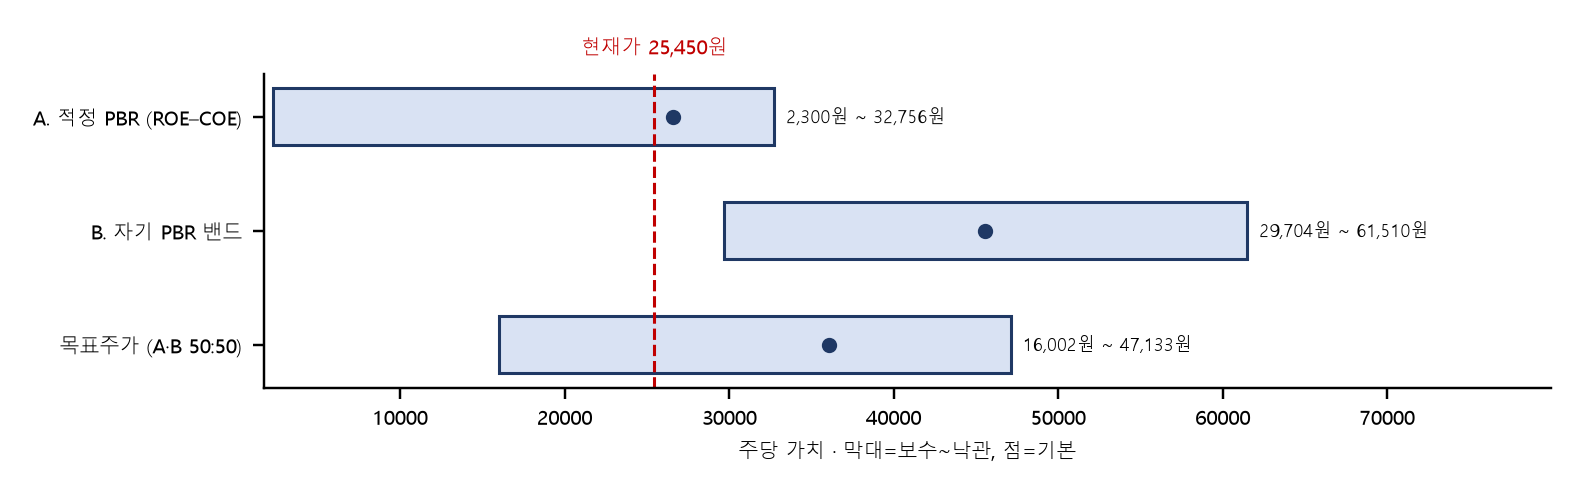 현재가 25,450원
A. 적정 PBR (ROE–COE)
2,300원 ~ 32,756원
B. 자기 PBR 밴드
29,704원 ~ 61,510원
목표주가 (A·B 50:50)
16,002원 ~ 47,133원
10000 20000 30000 40000 50000 60000 70000
주당 가치 · 막대=보수~낙관, 점=기본